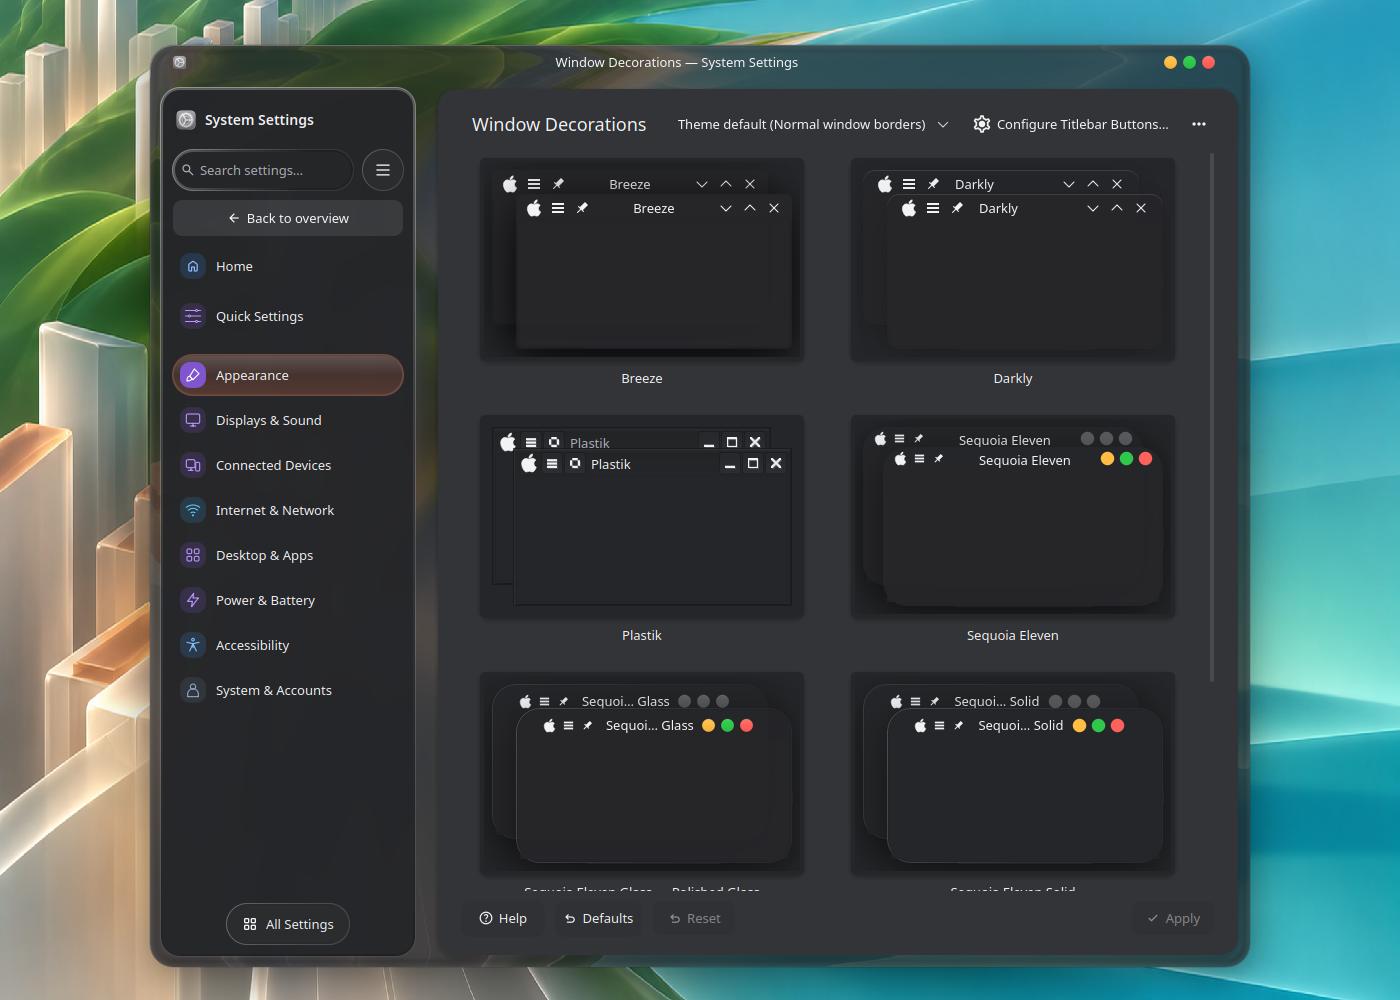 Window Decorations — System Settings
System Settings
Search settings...
Back to overview
Home
Quick Settings
Appearance
Displays & Sound
Connected Devices
Internet & Network
Desktop & Apps
Power & Battery
Accessibility
System & Accounts
All Settings
Window Decorations
Theme default (Normal window borders)
Configure Titlebar Buttons...
Breeze
Breeze
Breeze
Darkly
Darkly
Darkly
Plastik
Plastik
Plastik
Sequoia Eleven
Sequoia Eleven
Sequoia Eleven
Sequoi... Glass
Sequoi... Glass
Sequoi... Solid
Sequoi... Solid
Sequoia Eleven Solid
Help
Defaults
Reset
Apply